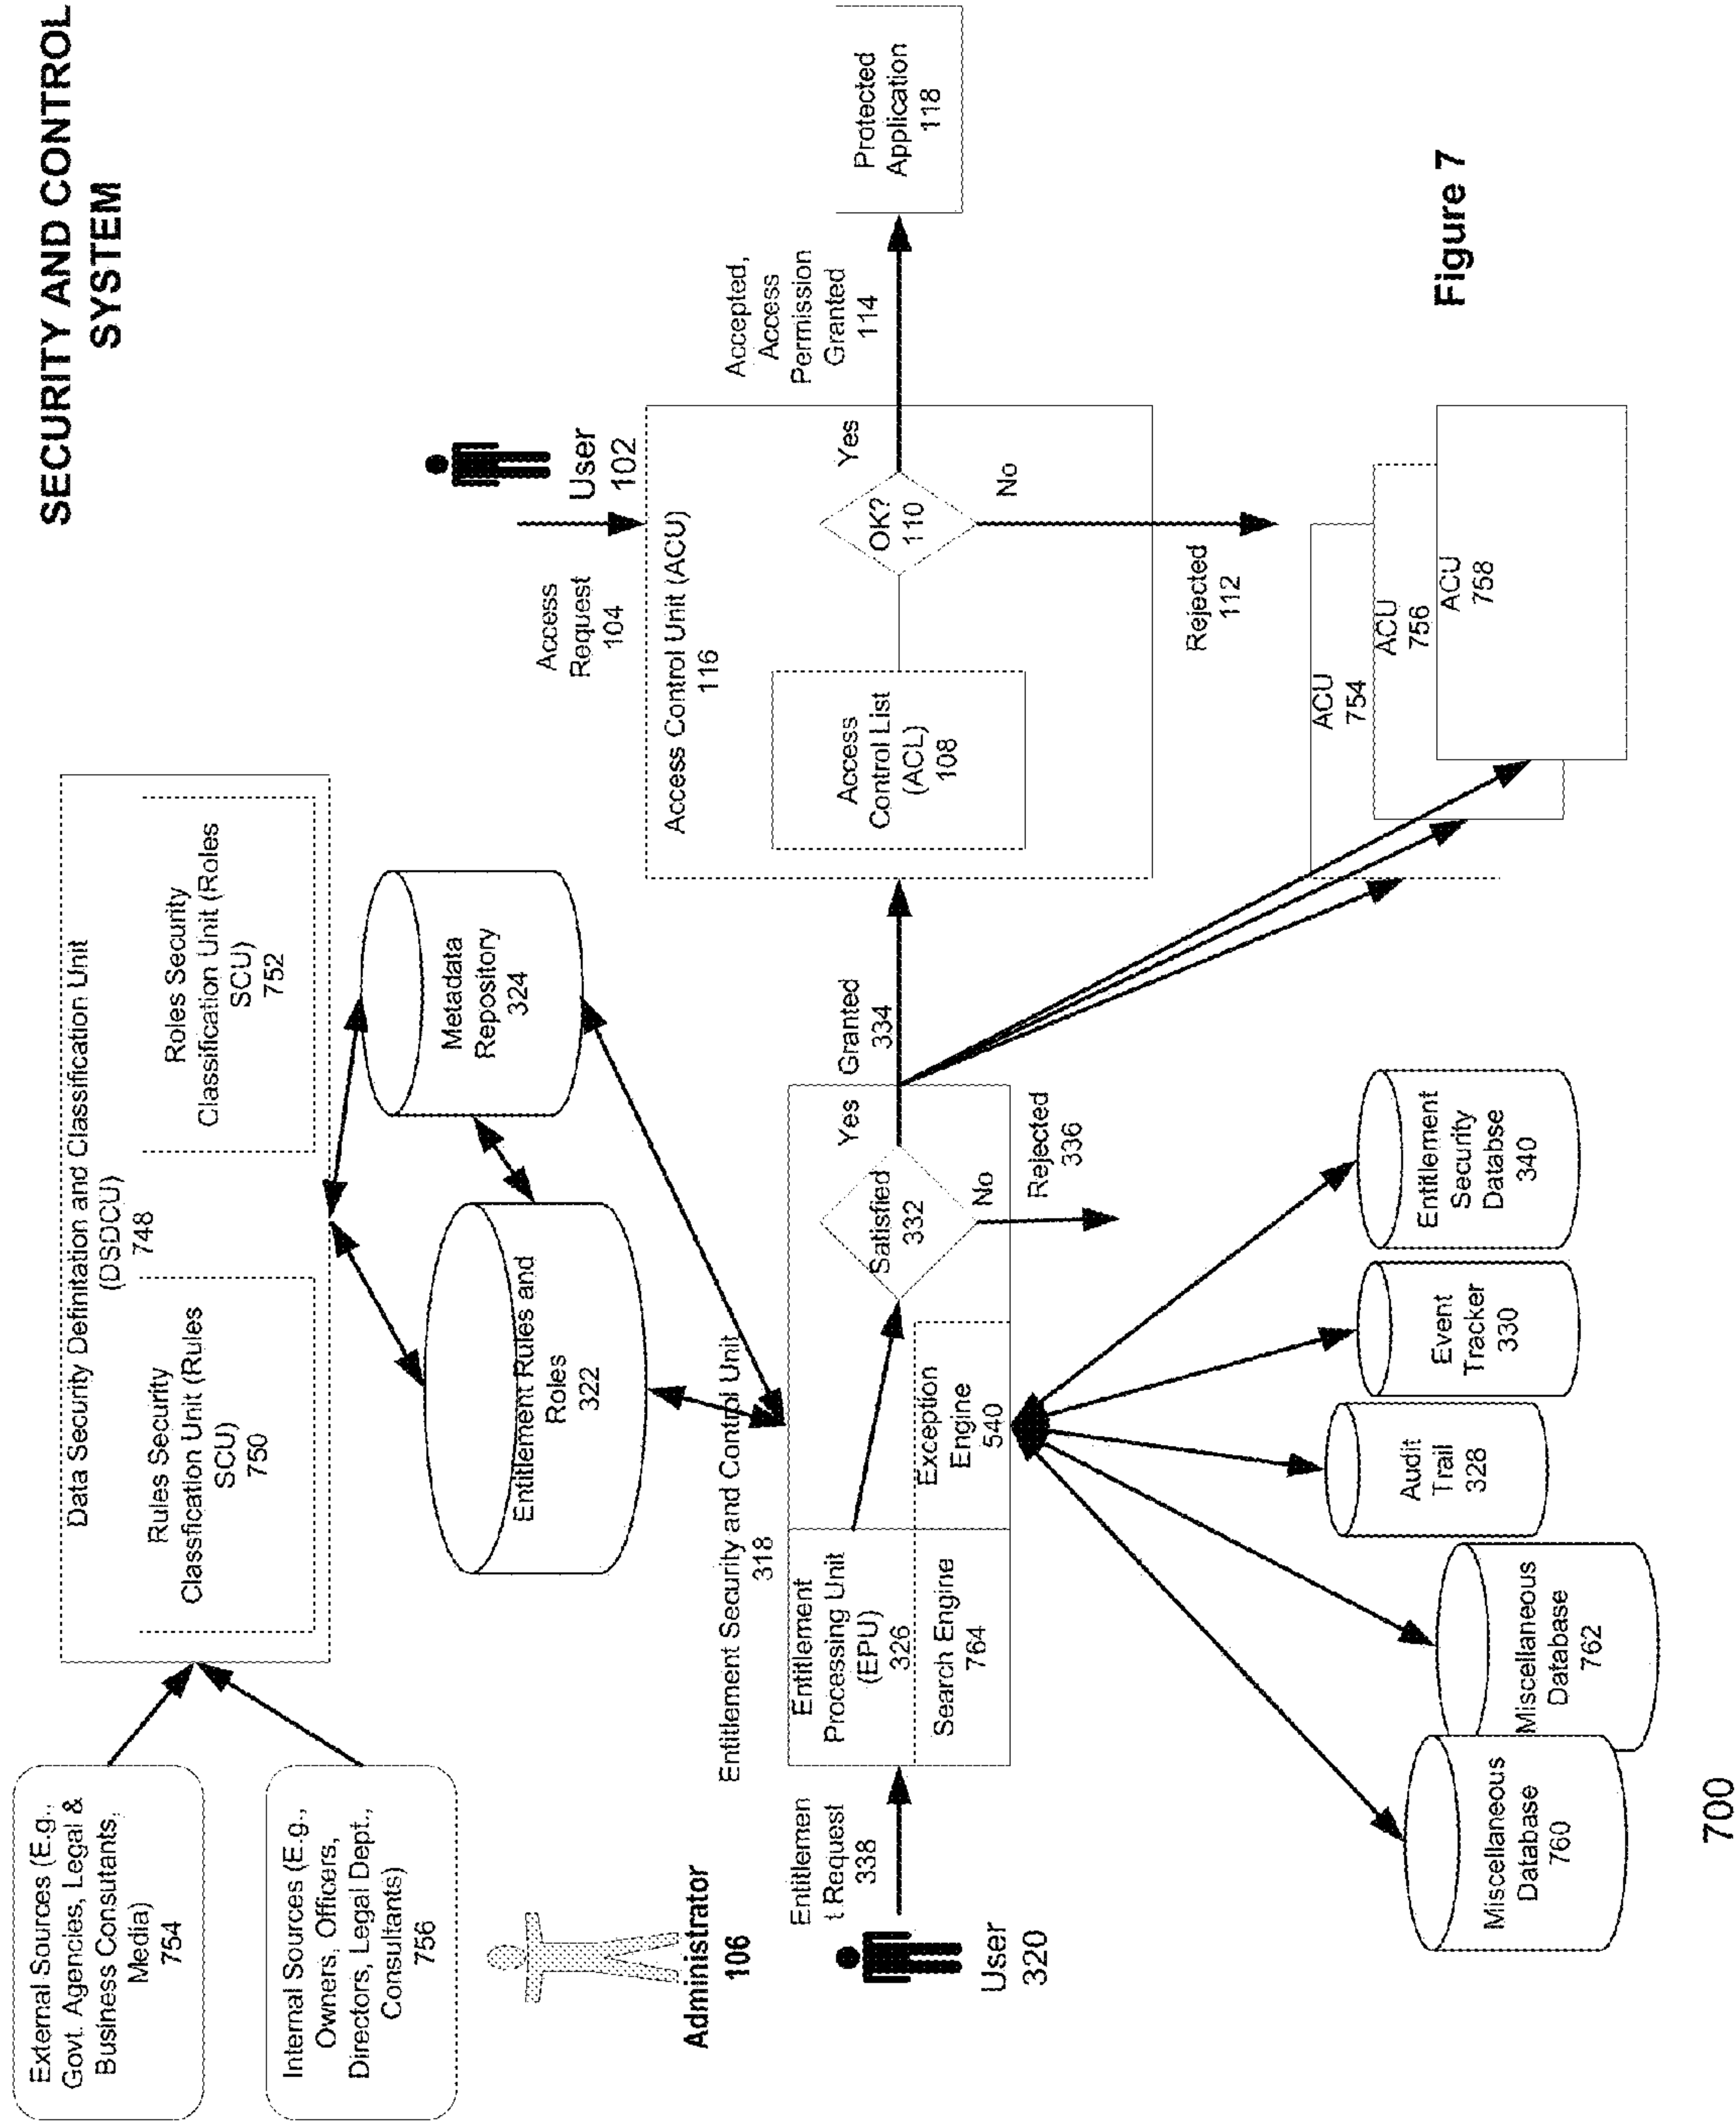 SECURITY AND CONTROL
SYSTEM
External Sources (E.g.,
Govt. Agencies, Legal &
Business Consutants,
Media)
754
Internal Sources (E.g.,
Owners, Officers,
Directors, Legal Dept.,
Consultants)
756
Data Security Definitation and Classification Unit
(DSDCU)
748
Rules Security
Classfication Unit (Rules
SCU)
750
Roles Security
Classification Unit (Roles
SCU)
752
Entitlement Rules and
Roles
322
Metadata
Repository
324
Administrator
106
User
102
Access
Request
104
Entitlement Security and Control Unit
318
User
320
Entitlemen
t Request
338
Entitlement
Processing Unit
(EPU)
326
Search Engine
764
Exception
Engine
540
Satisfied
332
Yes
No
Granted
334
Rejected
336
Access Control Unit (ACU)
116
Access
Control List
(ACL)
108
OK?
110
Yes
No
Accepted,
Access
Permission
Granted
114
Protected
Application
118
Rejected
112
ACU
754
ACU
756
ACU
758
Miscellaneous
Database
760
Miscellaneous
Database
762
Audit
Trail
328
Event
Tracker
330
Entitlement
Security
Databse
340
700
Figure 7